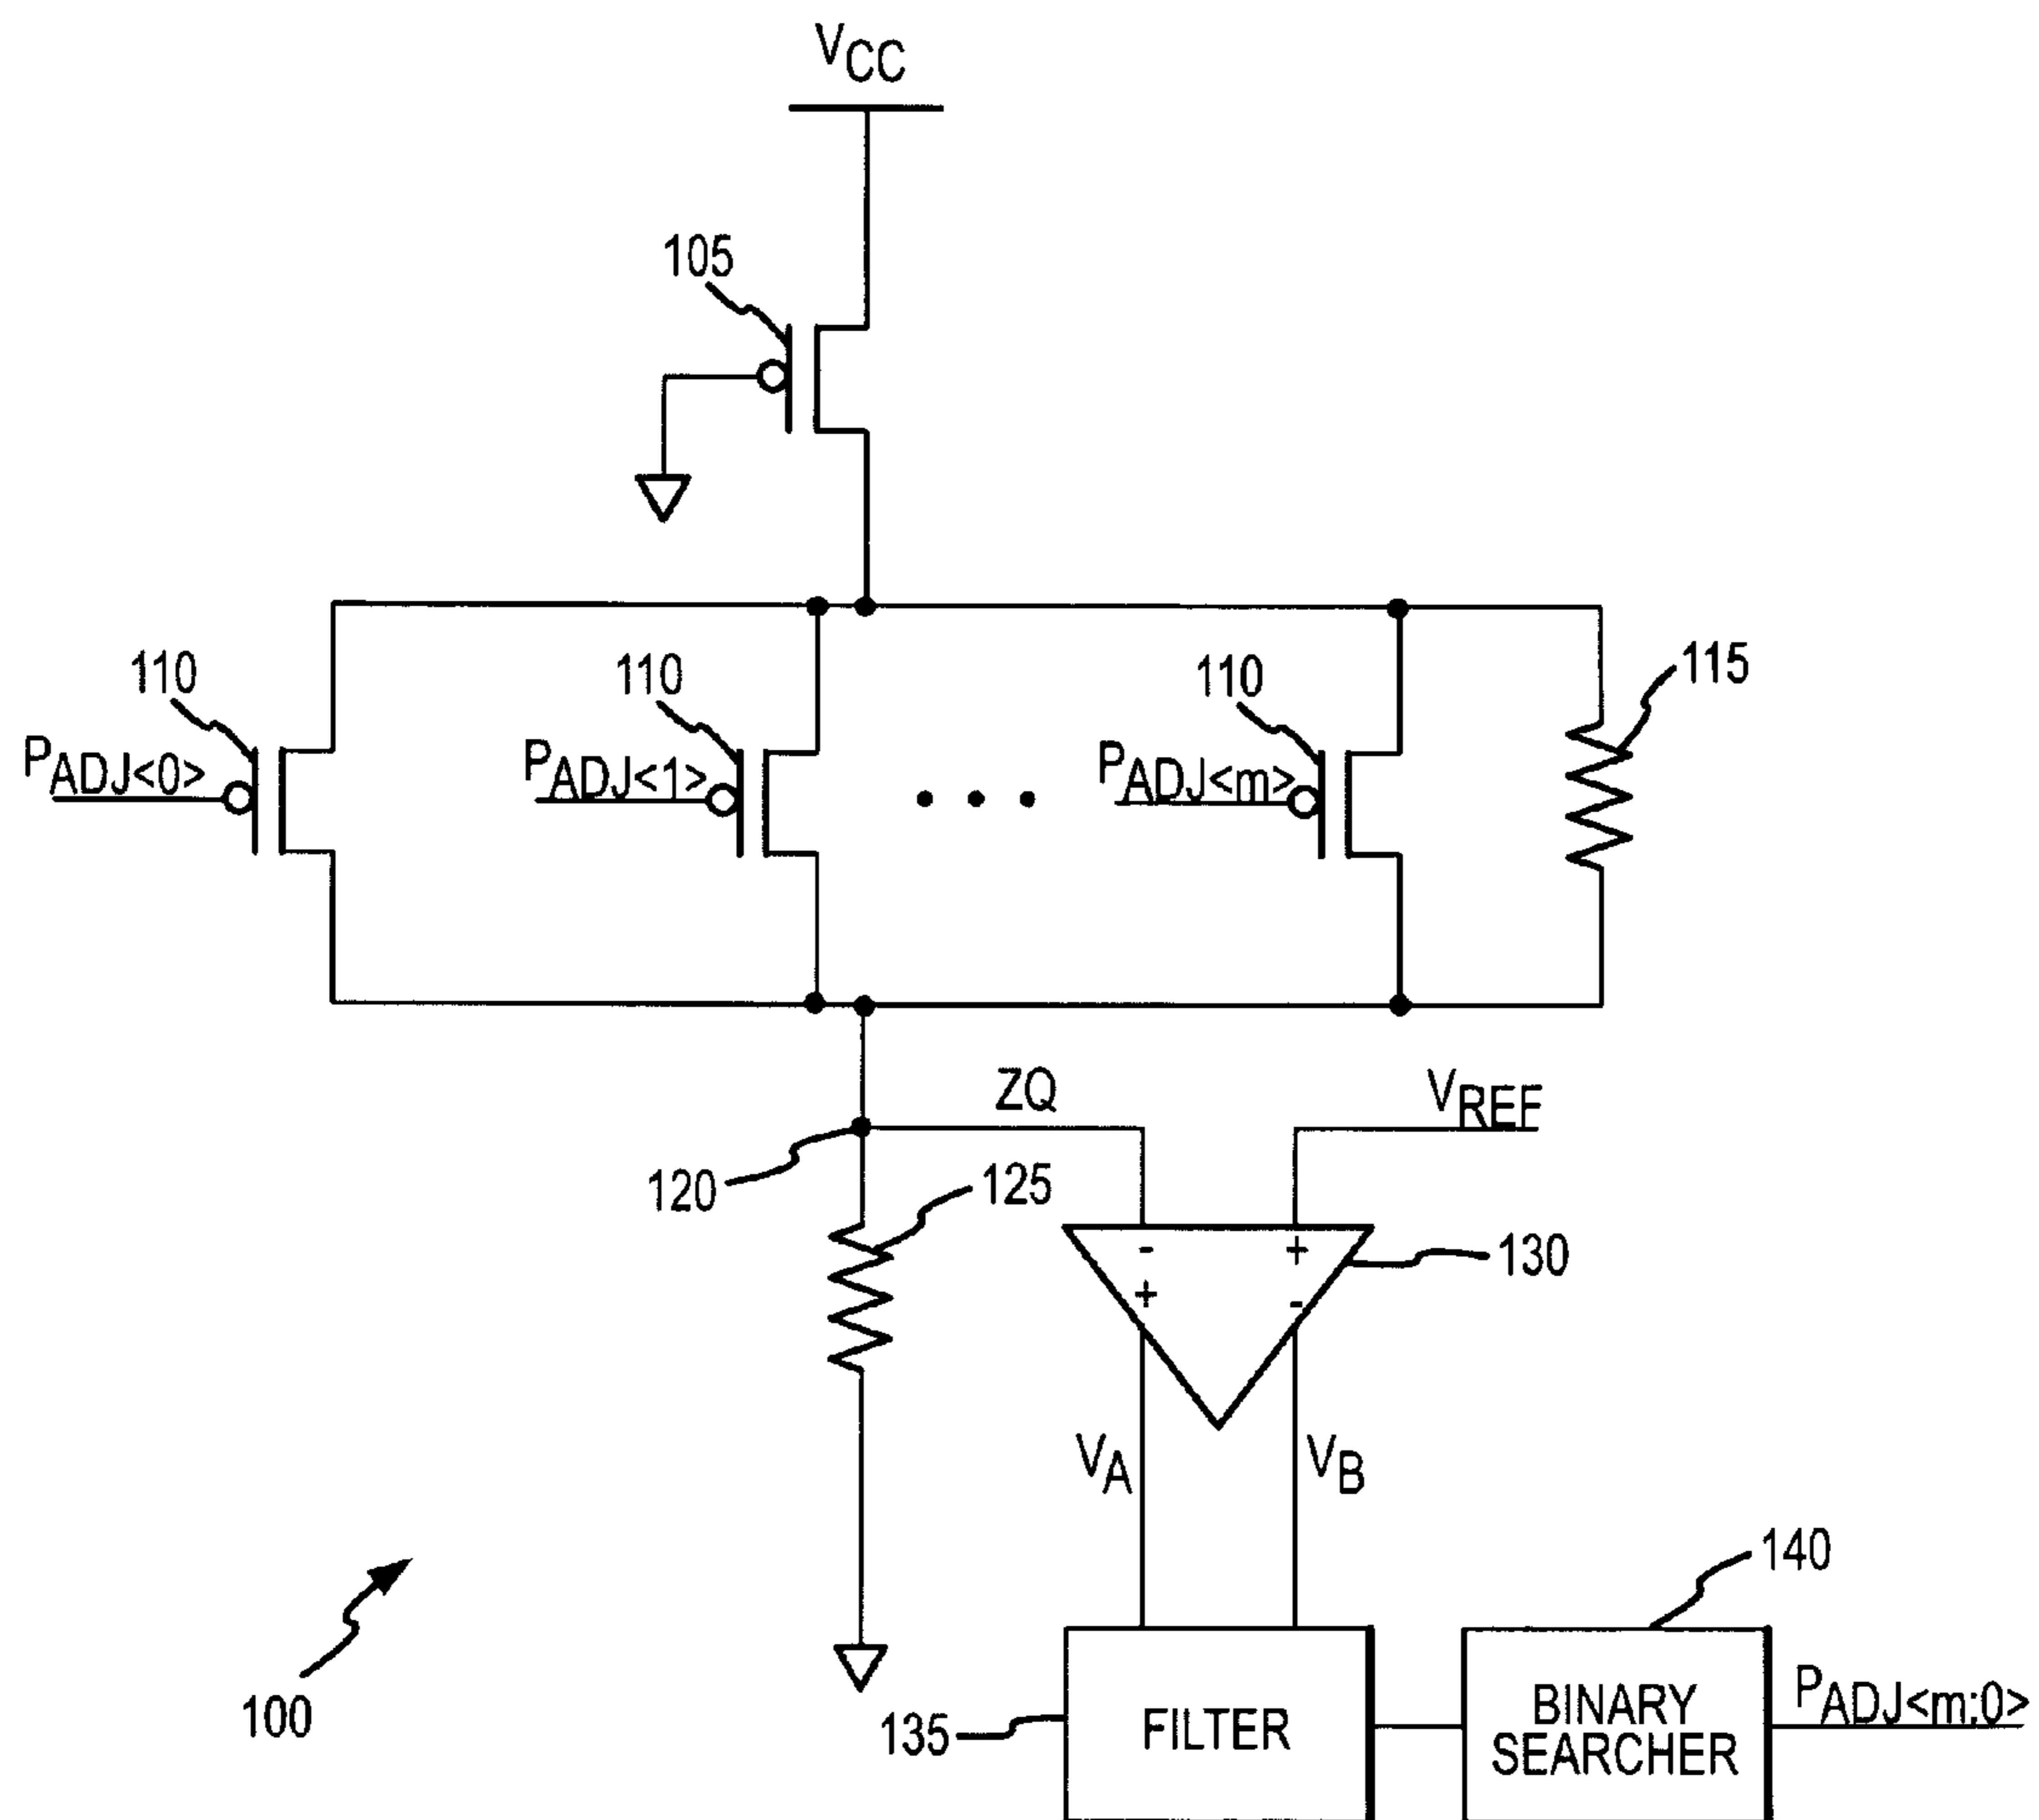 VCC
105
110
110
110
115
PADJ<0>
PADJ<1>
• • •
PADJ<m>
ZQ
VREF
120
125
130
- +
+ -
VA
VB
140
100
135
FILTER
BINARY
SEARCHER
PADJ<m:0>